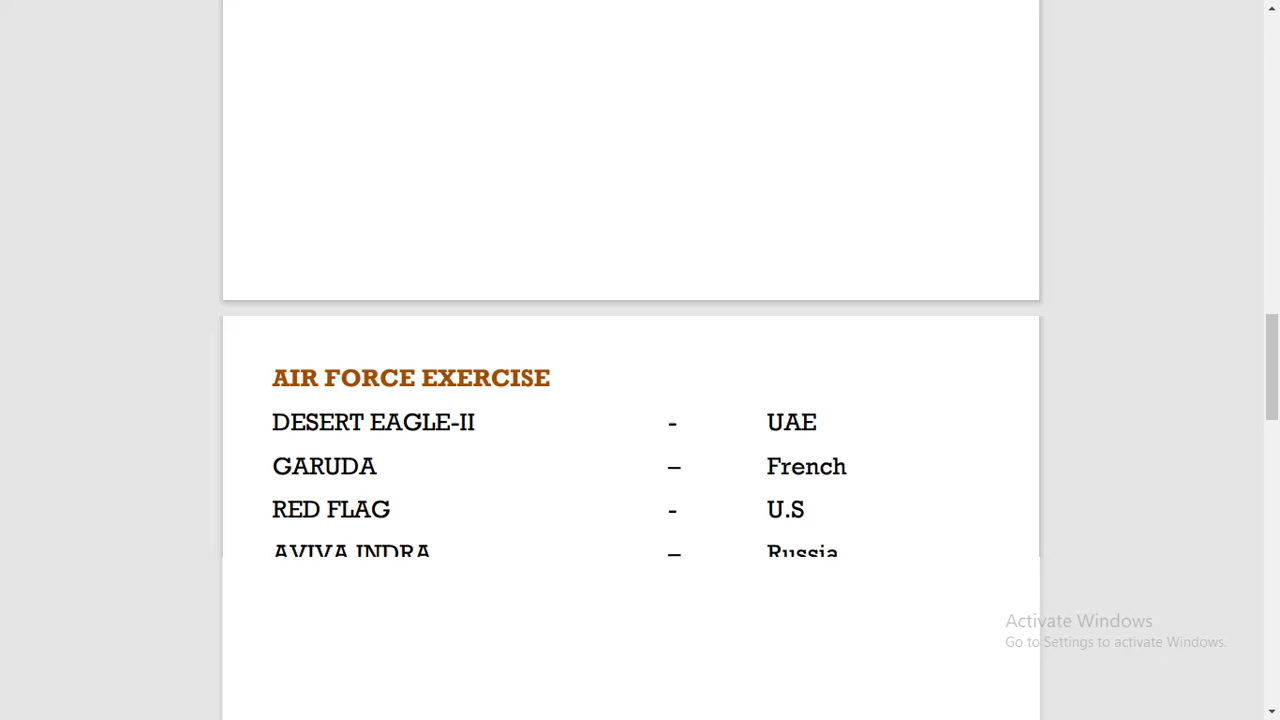 AIR FORCE EXERCISE
DESERT EAGLE-II - UAE
GARUDA – French
RED FLAG - U.S
AVIVA INDRA – Russia
Activate Windows
Go to Settings to activate Windows.